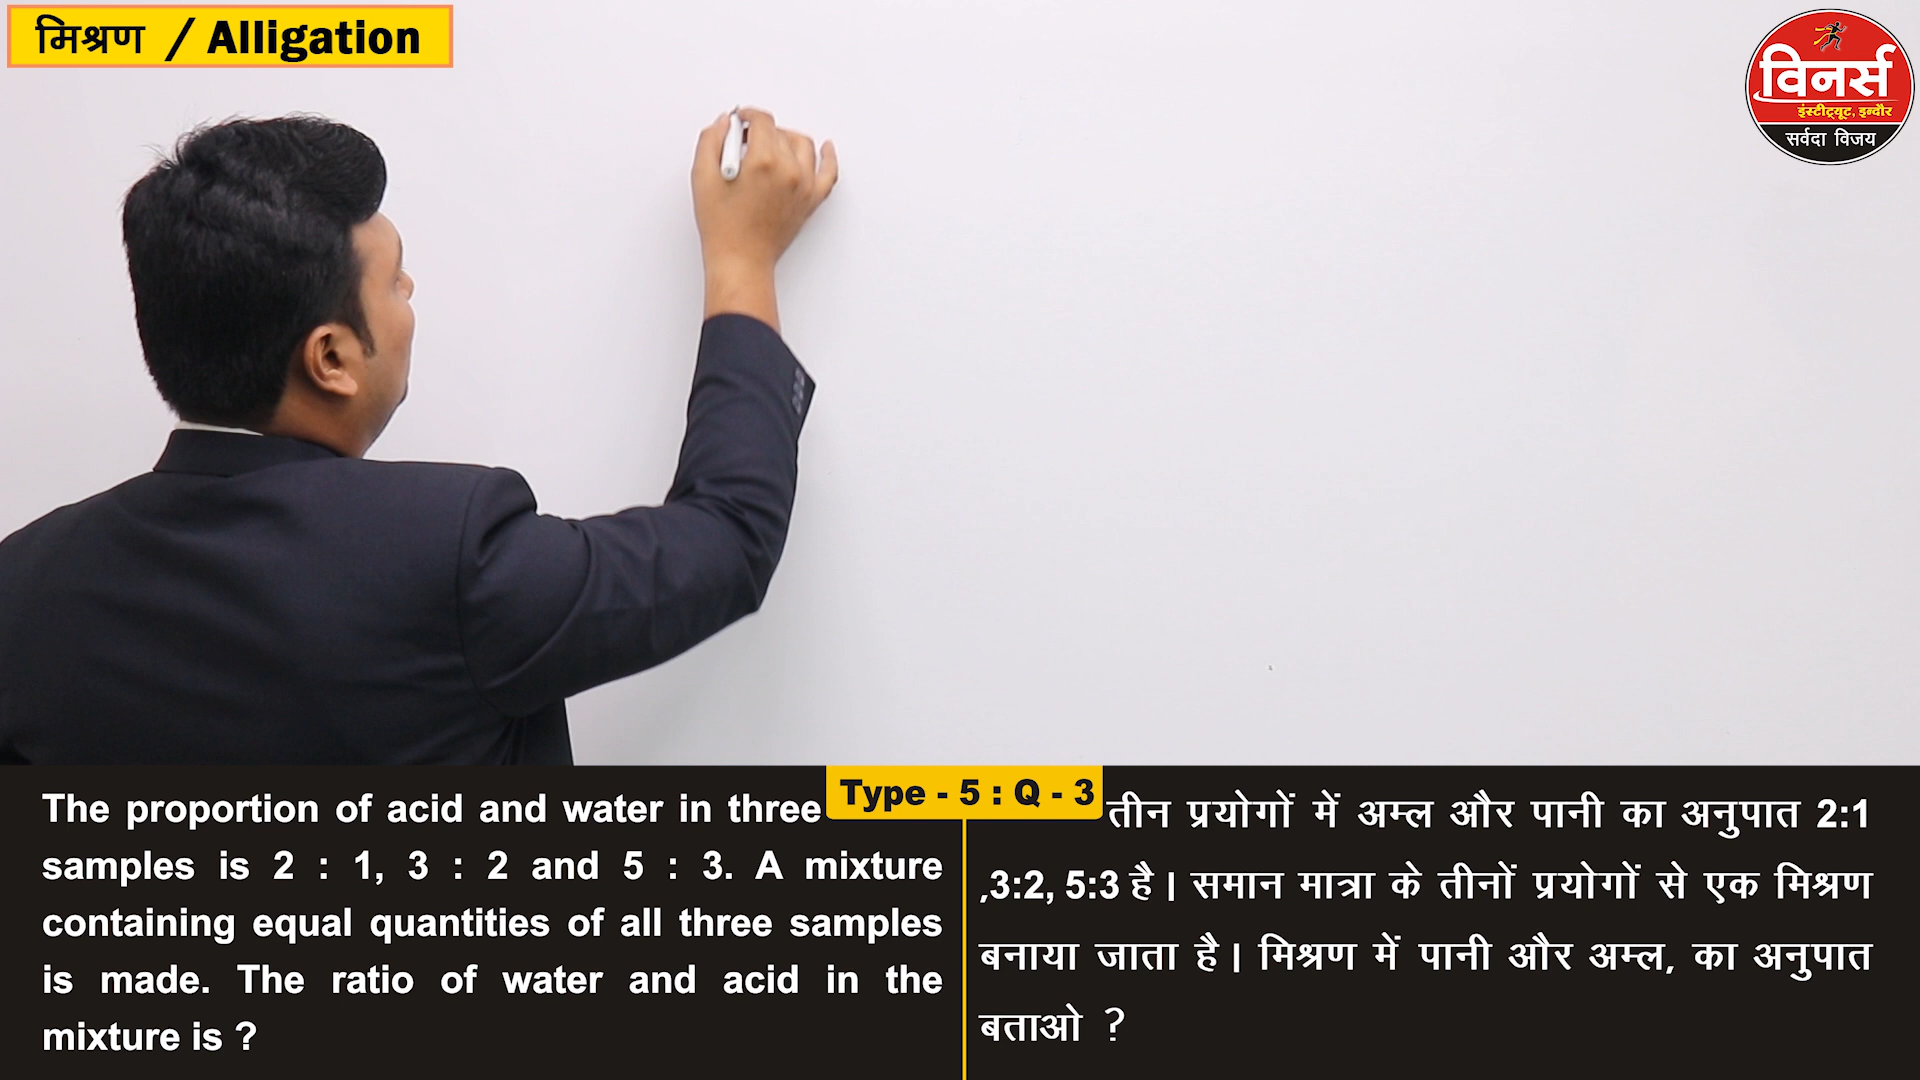 मिश्रण / Alligation
विनर्स
इंस्टीट्यूट, इन्दौर
सर्वदा विजय
Type - 5 : Q - 3
The proportion of acid and water in three
samples is 2 : 1, 3 : 2 and 5 : 3. A mixture
containing equal quantities of all three samples
is made. The ratio of water and acid in the
mixture is ?
तीन प्रयोगों में अम्ल और पानी का अनुपात 2:1
,3:2, 5:3 है। समान मात्रा के तीनों प्रयोगों से एक मिश्रण
बनाया जाता है। मिश्रण में पानी और अम्ल, का अनुपात
बताओ ?